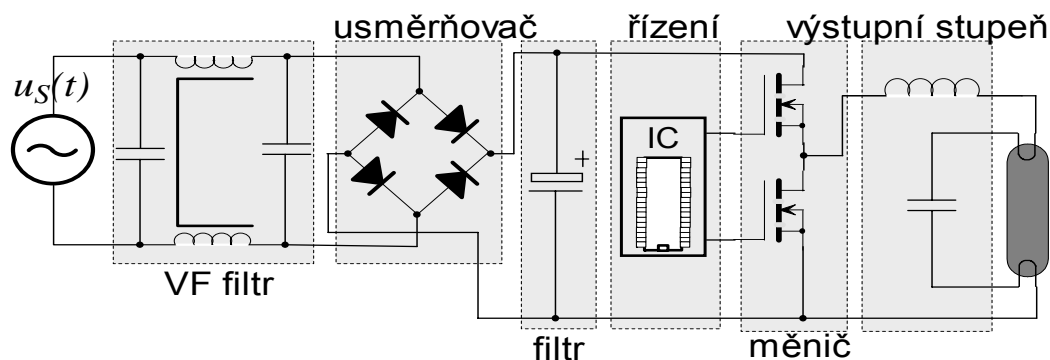 usměrňovač
řízení
výstupní stupeň
uS(t)
IC
+
VF filtr
filtr
měnič